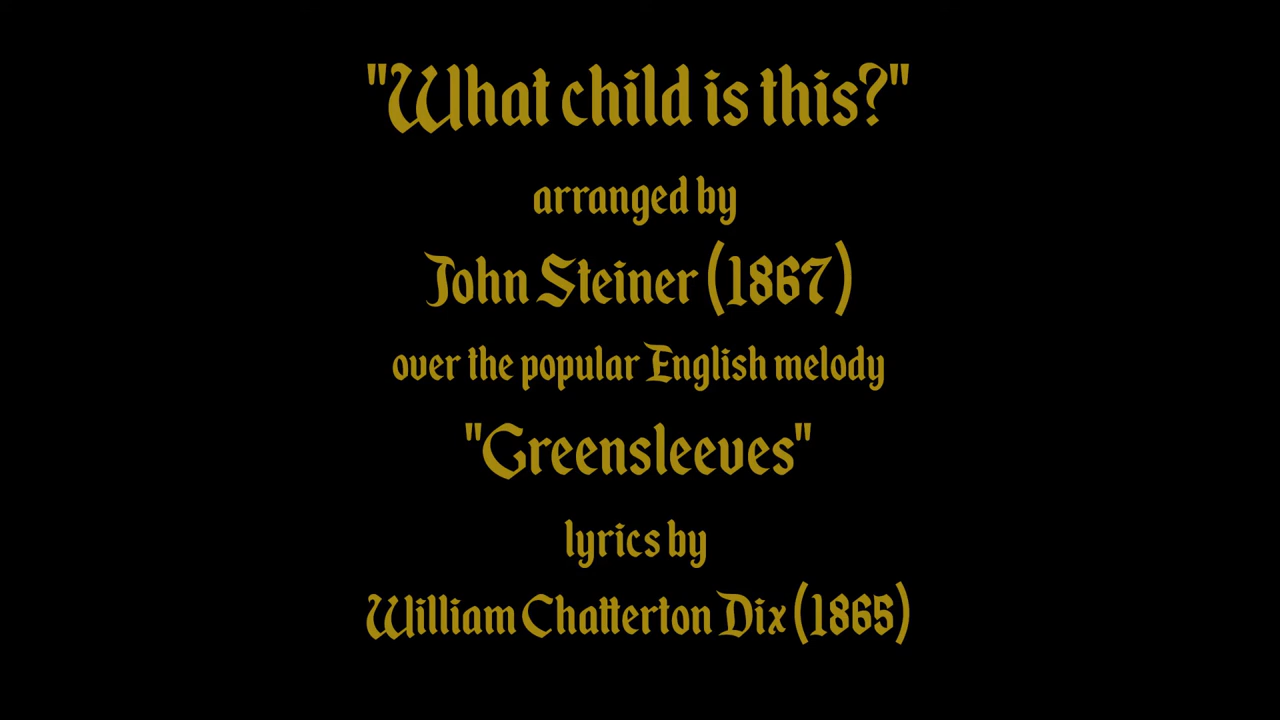 "What child is this?"
arranged by
John Steiner (1867)
over the popular English melody
"Greensleeves"
lyrics by
William Chatterton Dix (1865)